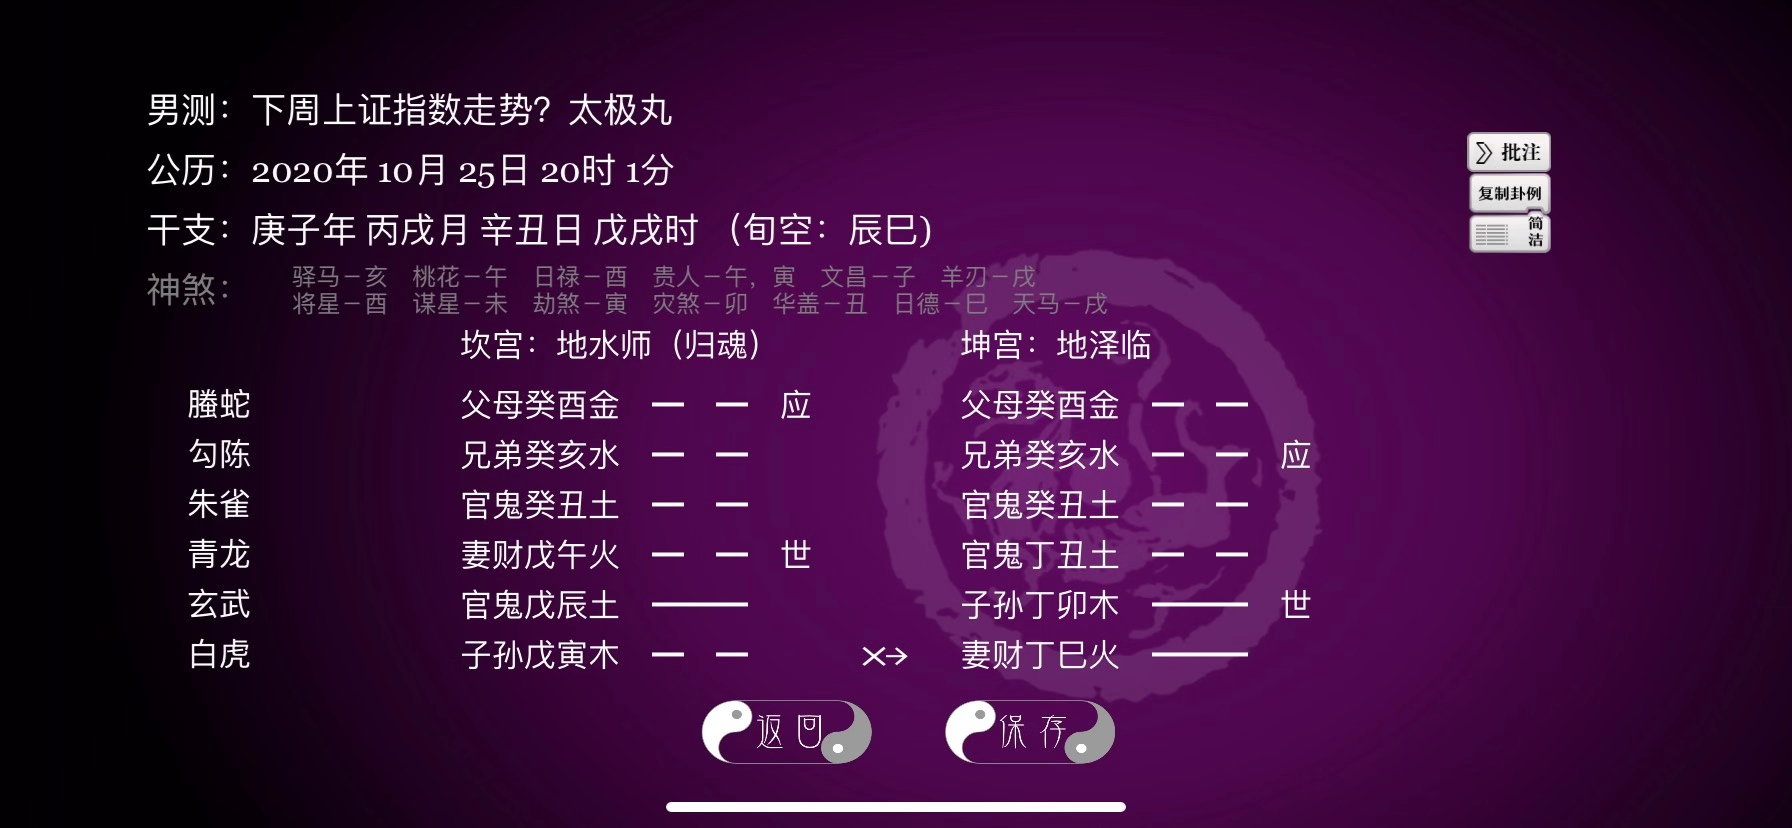 男测：下周上证指数走势？太极丸
公历：2020年 10月 25日 20时 1分
干支：庚子年 丙戌月 辛丑日 戊戌时 （旬空：辰巳)
神煞：
驿马－亥 桃花－午 日禄－酉 贵人－午，寅 文昌－子 羊刃－戌
将星－酉 谋星－未 劫煞－寅 灾煞－卯 华盖－丑 日德－巳 天马－戌
坎宫：地水师（归魂） 坤宫：地泽临
螣蛇 父母癸酉金 应 父母癸酉金
勾陈 兄弟癸亥水 兄弟癸亥水 应
朱雀 官鬼癸丑土 官鬼癸丑土
青龙 妻财戊午火 世 官鬼丁丑土
玄武 官鬼戊辰土 子孙丁卯木 世
白虎 子孙戊寅木 ×→ 妻财丁巳火
批注
复制卦例
简洁
返回 保存